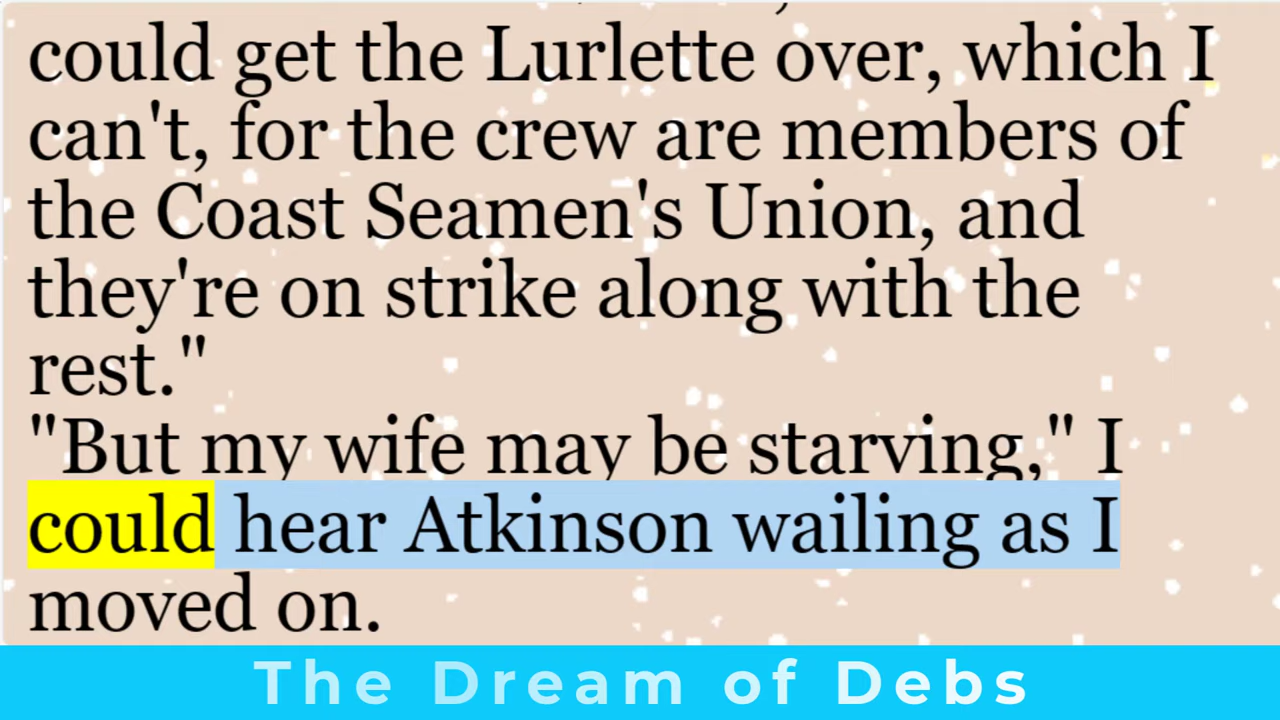 could get the Lurlette over, which I
can't, for the crew are members of
the Coast Seamen's Union, and
they're on strike along with the
rest."
"But my wife may be starving," I
could hear Atkinson wailing as I
moved on.
The Dream of Debs